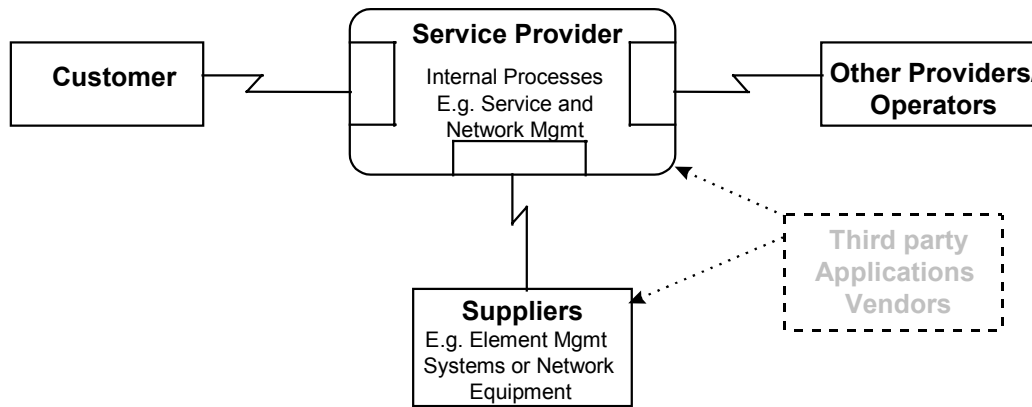 Service Provider
Internal Processes
E.g. Service and
Network Mgmt
Customer
Other Providers/
Operators
Third party
Applications
Vendors
Suppliers
E.g. Element Mgmt
Systems or Network
Equipment